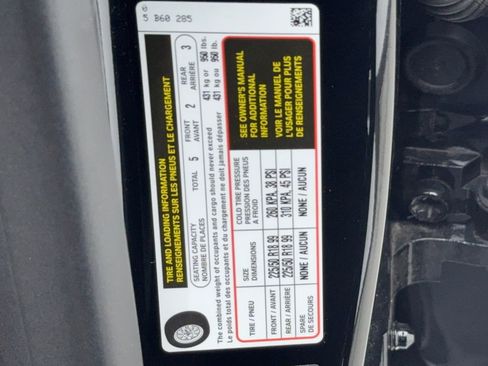 5 B60 285
TIRE AND LOADING INFORMATION
RENSEIGNEMENTS SUR LES PNEUS ET LE CHARGEMENT
SEATING CAPACITY
NOMBRE DE PLACES
TOTAL 5
FRONT
AVANT 2
REAR
ARRIÈRE 3
The combined weight of occupants and cargo should never exceed 431 kg or 950 lbs.
Le poids total des occupants et du chargement ne doit jamais dépasser 431 kg ou 950 lb.
TIRE / PNEU
SIZE
DIMENSIONS
COLD TIRE PRESSURE
PRESSION DES PNEUS
A FROID
FRONT / AVANT 225/50 R18 99 260 KPA, 38 PSI
REAR / ARRIÈRE 225/50 R18 99 310 KPA, 45 PSI
SPARE
DE SECOURS
NONE / AUCUN NONE / AUCUN
SEE OWNER'S MANUAL
FOR ADDITIONAL
INFORMATION
VOIR LE MANUEL DE
L'USAGER POUR PLUS
DE RENSEIGNEMENTS